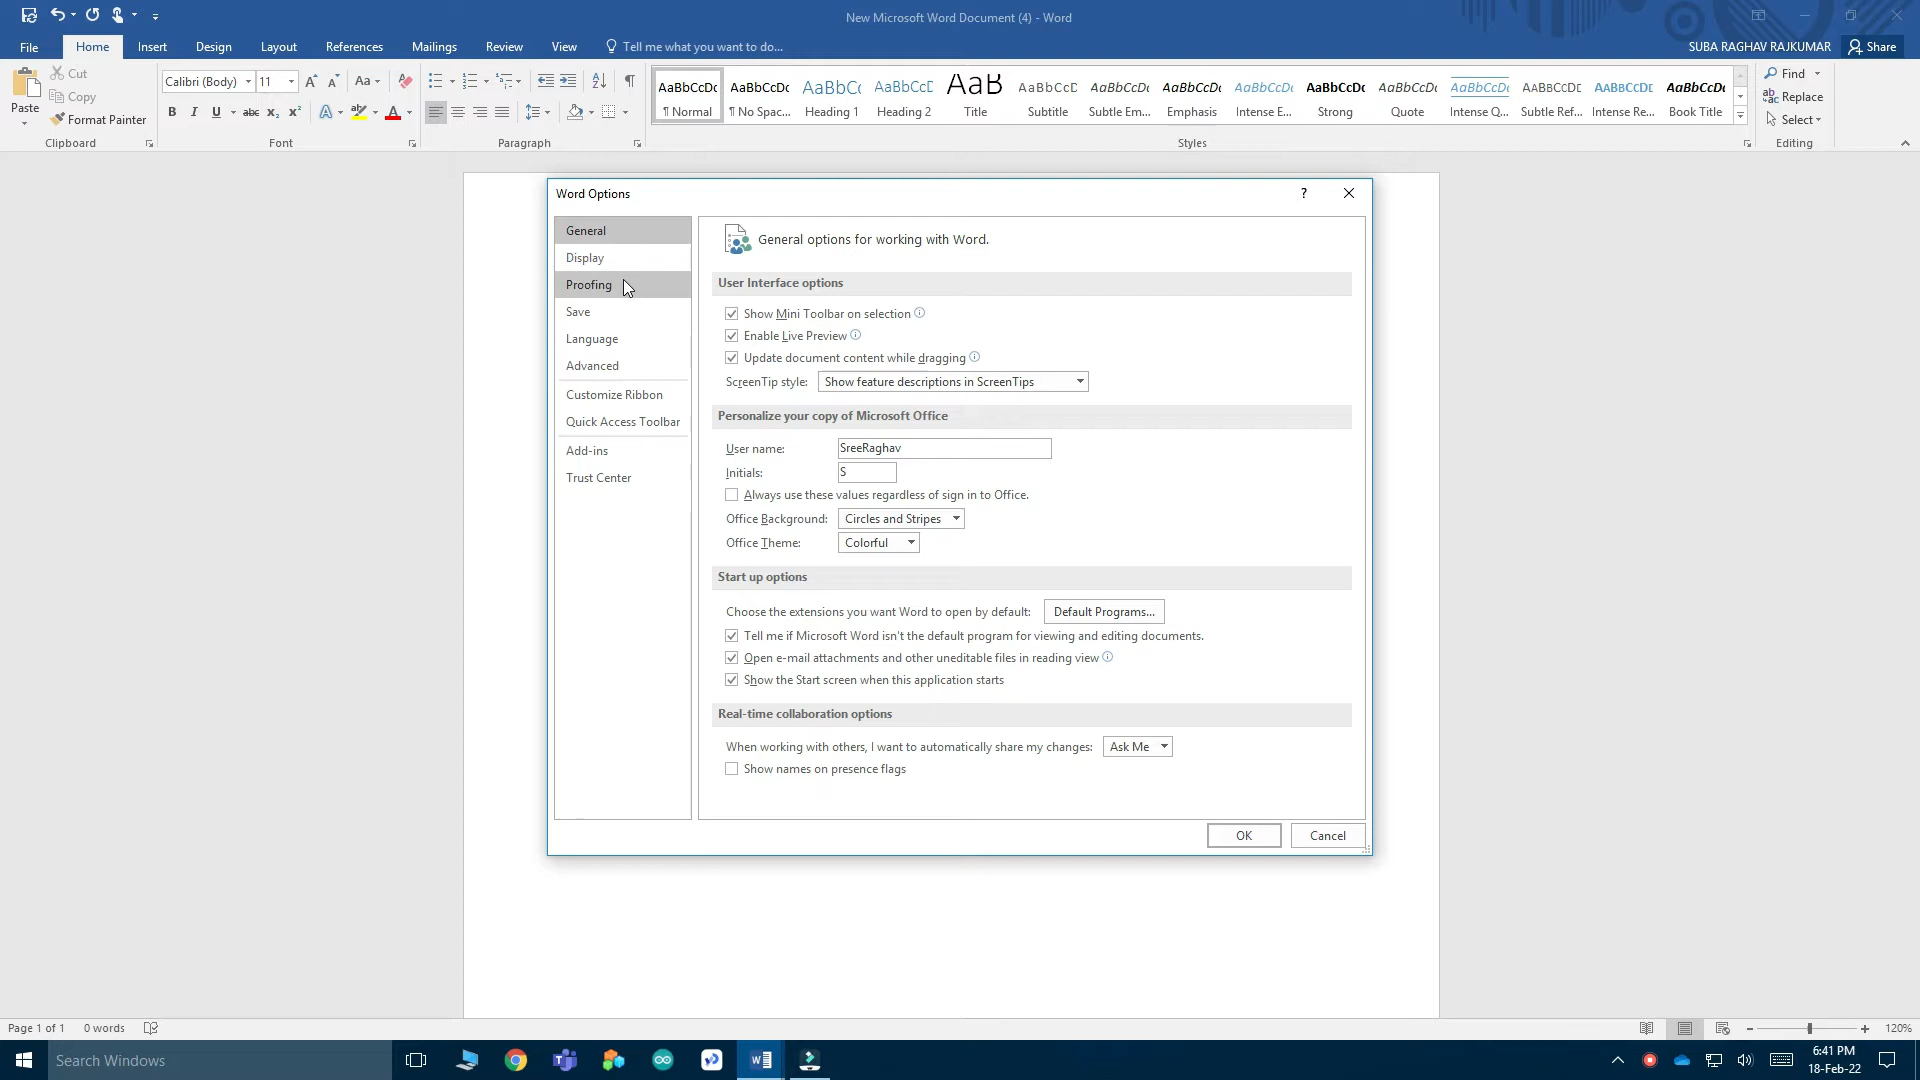 New Microsoft Word Document (4) - Word
File Home Insert Design Layout References Mailings Review View Tell me what you want to do... SUBA RAGHAV RAJKUMAR Share
Paste
Cut
Copy
Format Painter
Clipboard
Calibri (Body) 11 Aa
B I U abc x₂ x² A A
Font
Paragraph
AaBbCcDc AaBbCcDc AaBbCc AaBbCcE AaB AaBbCcD AaBbCcDc AaBbCcDc AaBbCcDc AaBbCcDc AaBbCcDc AaBbCcDc AABBCCDE AABBCCDE AaBbCcDc
¶ Normal ¶ No Spac... Heading 1 Heading 2 Title Subtitle Subtle Em... Emphasis Intense E... Strong Quote Intense Q... Subtle Ref... Intense Re... Book Title
Styles
Find
Replace
Select
Editing
Word Options ?
General
Display
Proofing
Save
Language
Advanced
Customize Ribbon
Quick Access Toolbar
Add-ins
Trust Center
General options for working with Word.
User Interface options
Show Mini Toolbar on selection
Enable Live Preview
Update document content while dragging
ScreenTip style: Show feature descriptions in ScreenTips
Personalize your copy of Microsoft Office
User name: SreeRaghav
Initials: S
Always use these values regardless of sign in to Office.
Office Background: Circles and Stripes
Office Theme: Colorful
Start up options
Choose the extensions you want Word to open by default: Default Programs...
Tell me if Microsoft Word isn't the default program for viewing and editing documents.
Open e-mail attachments and other uneditable files in reading view
Show the Start screen when this application starts
Real-time collaboration options
When working with others, I want to automatically share my changes: Ask Me
Show names on presence flags
OK Cancel
Page 1 of 1 0 words 120%
Search Windows
6:41 PM
18-Feb-22